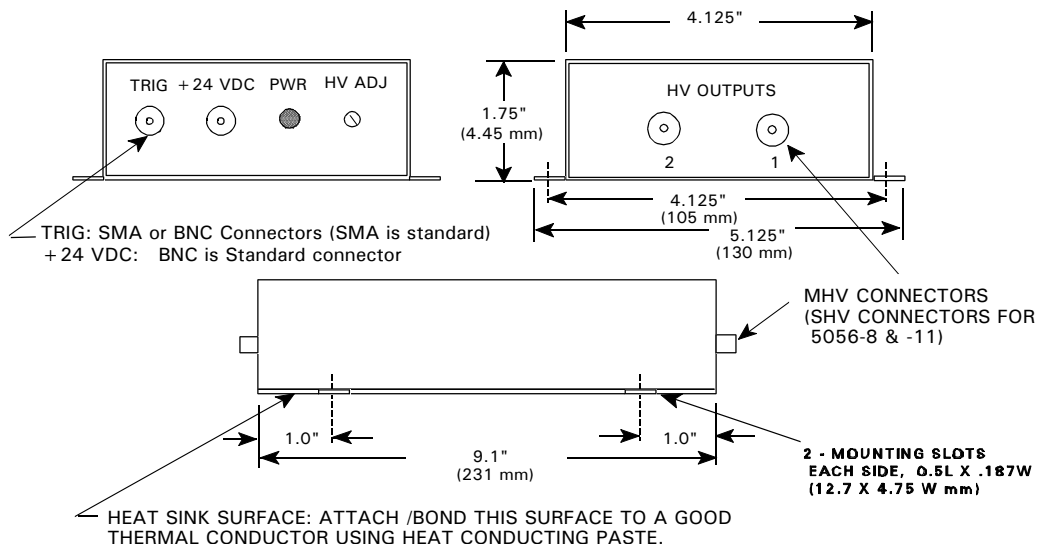 4.125"
TRIG +24 VDC PWR HV ADJ
HV OUTPUTS
1.75"
(4.45 mm)
2 1
4.125"
(105 mm)
5.125"
(130 mm)
TRIG: SMA or BNC Connectors (SMA is standard)
+24 VDC: BNC is Standard connector
MHV CONNECTORS
(SHV CONNECTORS FOR
5056-8 & -11)
1.0" 1.0"
9.1"
(231 mm)
2 - MOUNTING SLOTS
EACH SIDE, 0.5L X .187W
(12.7 X 4.75 W mm)
HEAT SINK SURFACE: ATTACH /BOND THIS SURFACE TO A GOOD
THERMAL CONDUCTOR USING HEAT CONDUCTING PASTE.